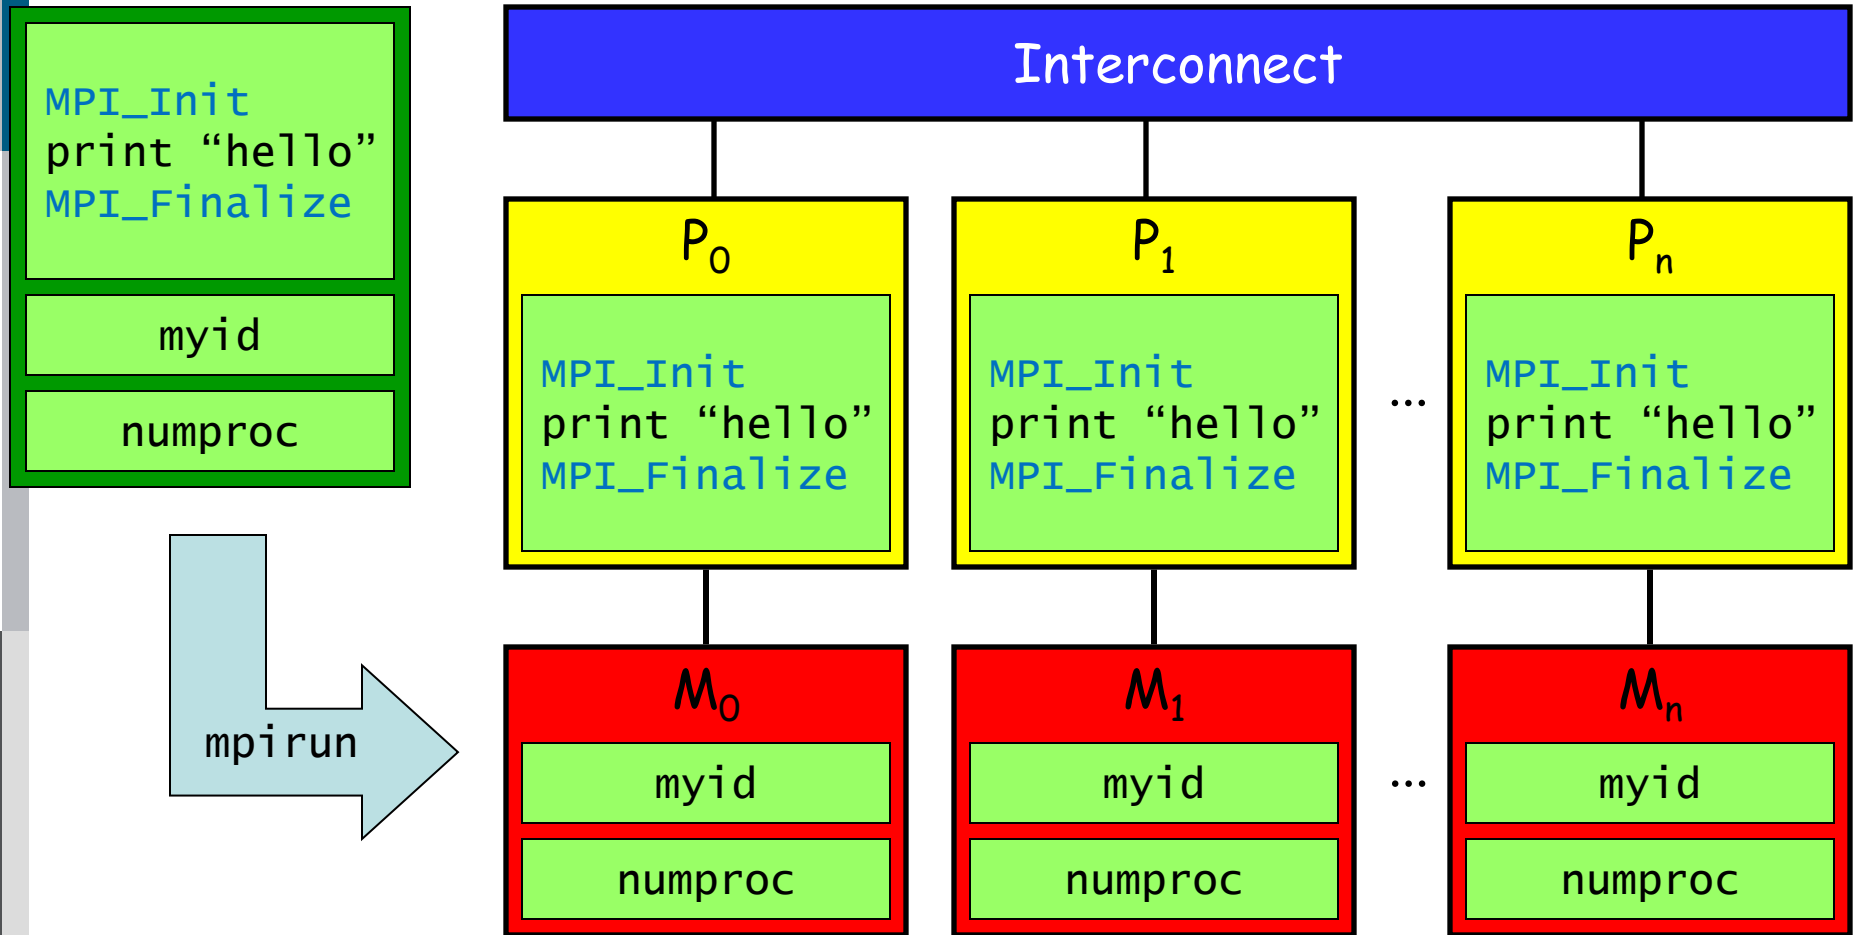 MPI_Init
print “hello”
MPI_Finalize
myid
numproc
mpirun
Interconnect
P0
MPI_Init
print “hello”
MPI_Finalize
P1
MPI_Init
print “hello”
MPI_Finalize
...
Pn
MPI_Init
print “hello”
MPI_Finalize
M0
myid
numproc
M1
myid
numproc
...
Mn
myid
numproc